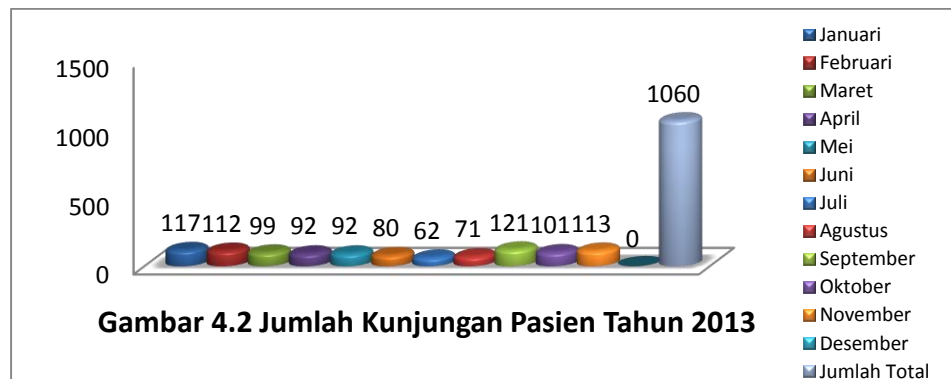 1500
1000
500
0
117 112 99 92 92 80 62 71 121 101 113 0 1060
Gambar 4.2 Jumlah Kunjungan Pasien Tahun 2013
Januari
Februari
Maret
April
Mei
Juni
Juli
Agustus
September
Oktober
November
Desember
Jumlah Total